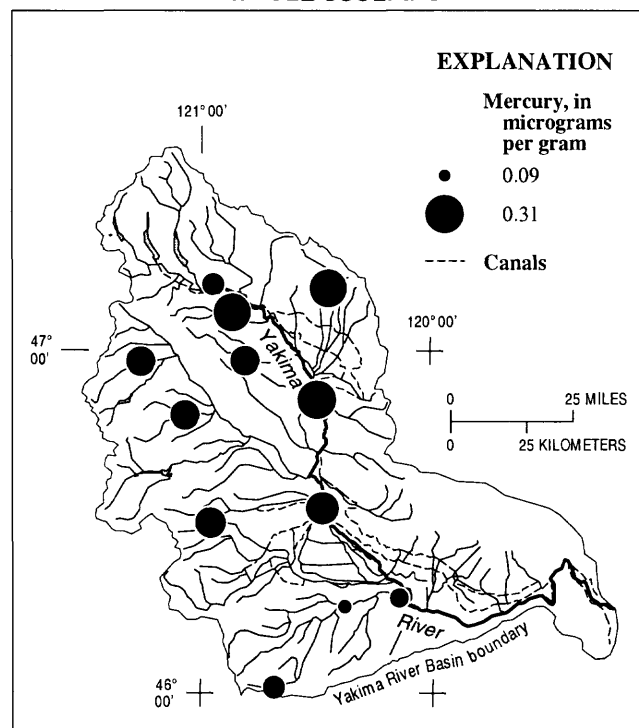 EXPLANATION
Mercury, in
micrograms
per gram
0.09
0.31
Canals
121° 00'
120° 00'
47°
00'
Yakima
0 25 MILES
0 25 KILOMETERS
River
Yakima River Basin boundary
46°
00'